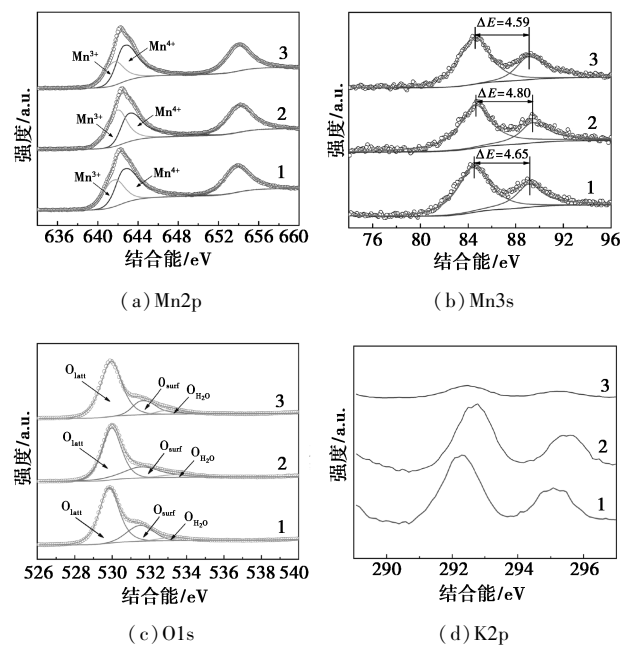 Mn³⁺
Mn⁴⁺
3
Mn³⁺
Mn⁴⁺
2
Mn³⁺
Mn⁴⁺
1
强度/a.u.
636 640 644 648 652 656 660
结合能/eV
(a)Mn2p
ΔE=4.59
3
ΔE=4.80
2
ΔE=4.65
1
强度/a.u.
76 80 84 88 92 96
结合能/eV
(b)Mn3s
O_latt
O_surf
O_H₂O
3
O_latt
O_surf
O_H₂O
2
O_latt
O_surf
O_H₂O
1
强度/a.u.
526 528 530 532 534 536 538 540
结合能/eV
(c)O1s
3
2
1
强度/a.u.
290 292 294 296
结合能/eV
(d)K2p